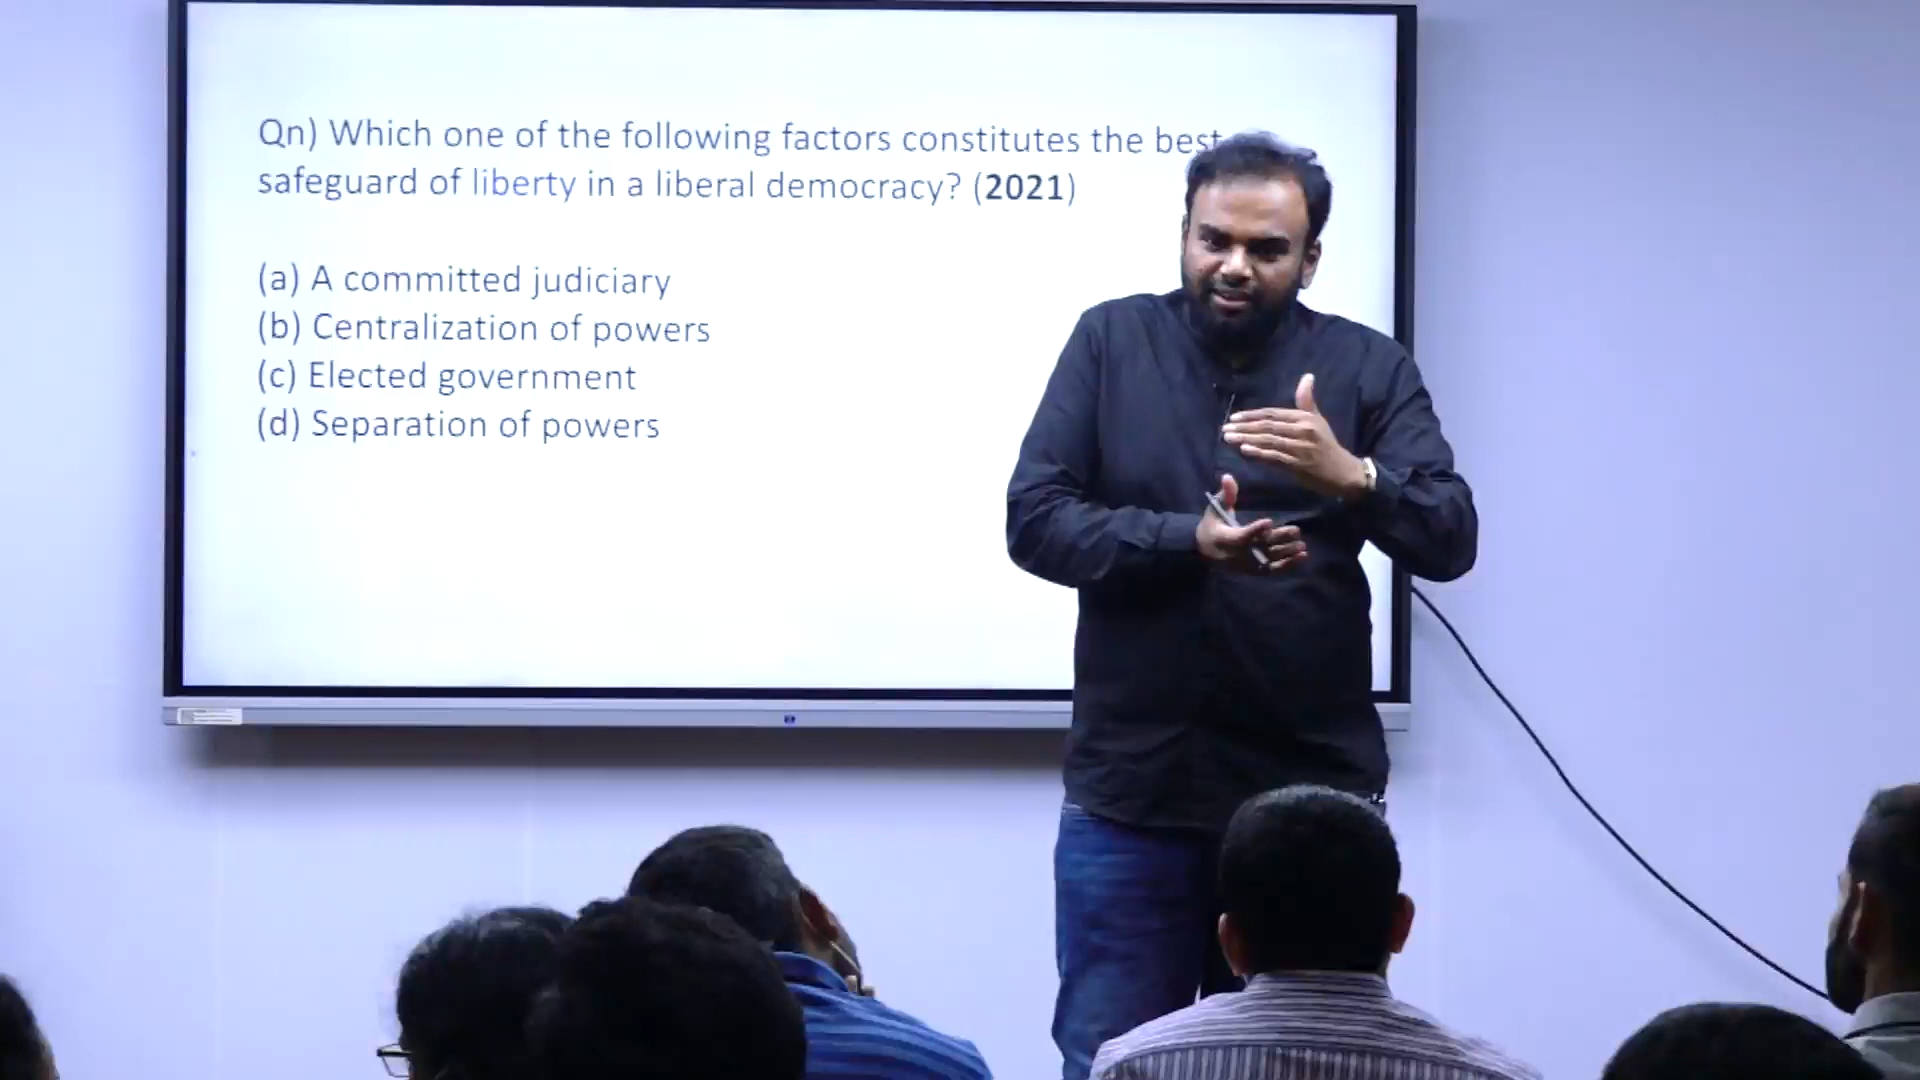 Qn) Which one of the following factors constitutes the best
safeguard of liberty in a liberal democracy? (2021)
(a) A committed judiciary
(b) Centralization of powers
(c) Elected government
(d) Separation of powers